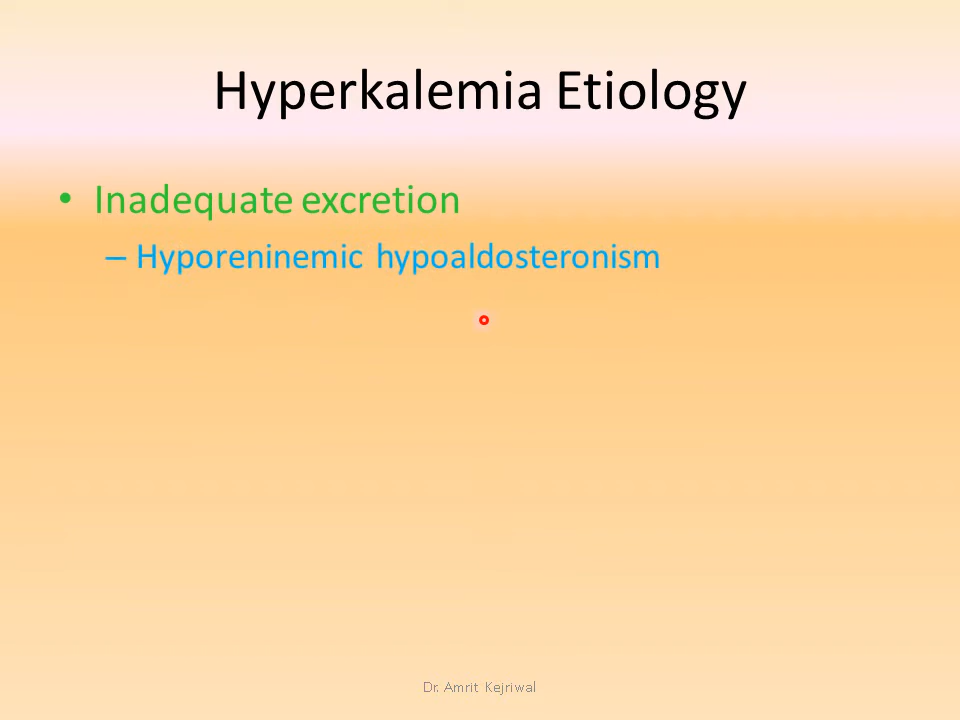 Hyperkalemia Etiology
• Inadequate excretion
– Hyporeninemic hypoaldosteronism
Dr. Amrit Kejriwal